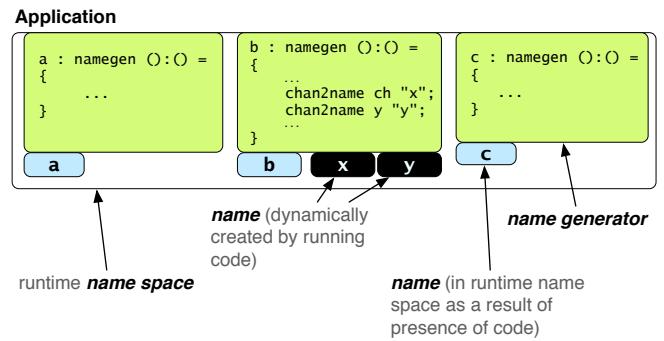 Application
a : namegen ():() =
{
...
}
b : namegen ():() =
{
...
chan2name ch "x";
chan2name y "y";
...
}
c : namegen ():() =
{
...
}
a
b
x
y
c
name (dynamically
created by running
code)
name generator
runtime name space
name (in runtime name
space as a result of
presence of code)